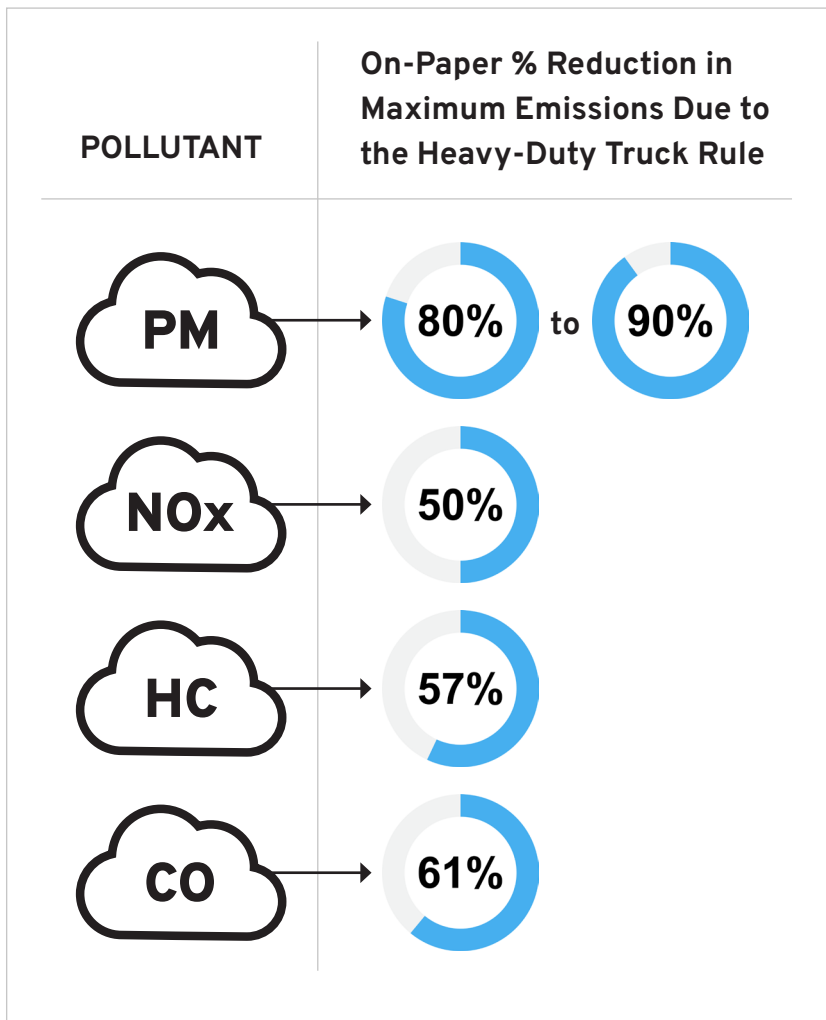 POLLUTANT
On-Paper % Reduction in
Maximum Emissions Due to
the Heavy-Duty Truck Rule
PM 80% to 90%
NOx 50%
HC 57%
CO 61%